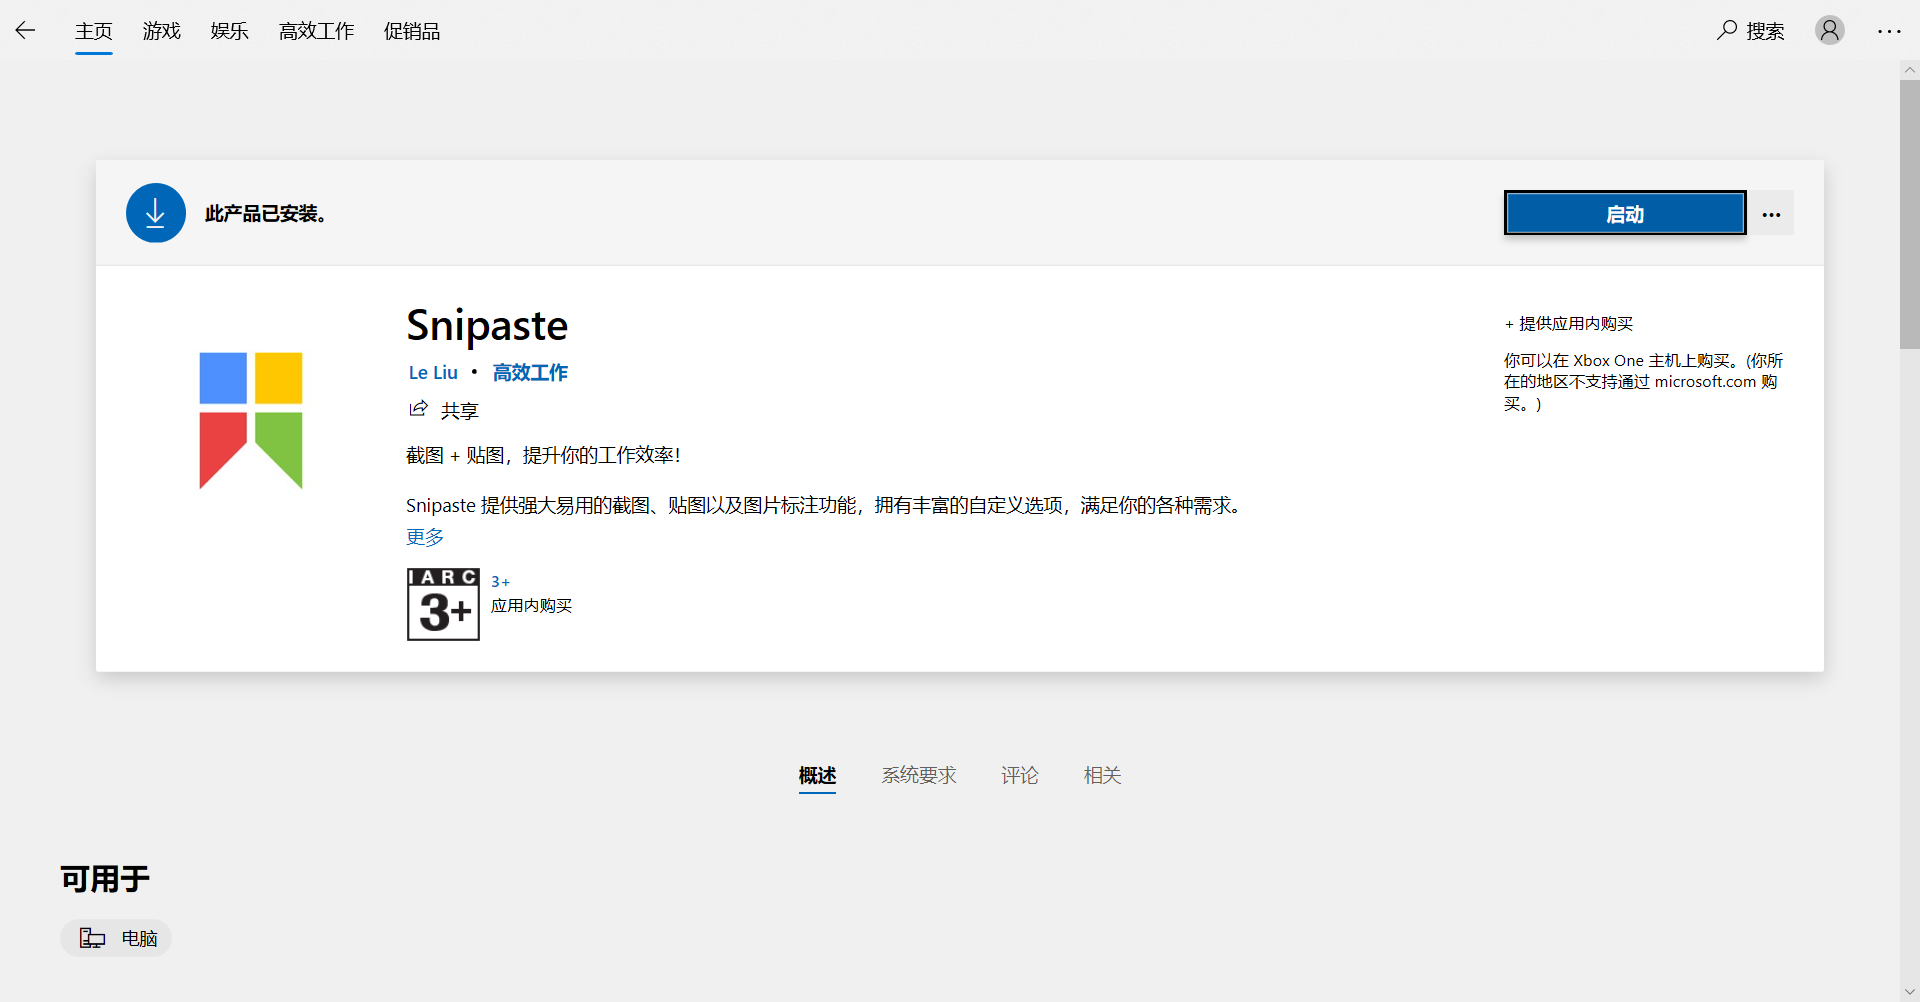 主页 游戏 娱乐 高效工作 促销品 搜索
此产品已安装。 启动
Snipaste
Le Liu • 高效工作
共享
截图 + 贴图，提升你的工作效率！
Snipaste 提供强大易用的截图、贴图以及图片标注功能，拥有丰富的自定义选项，满足你的各种需求。
更多
IARC
3+
3+
应用内购买
+ 提供应用内购买
你可以在 Xbox One 主机上购买。(你所
在的地区不支持通过 microsoft.com 购
买。)
概述 系统要求 评论 相关
可用于
电脑